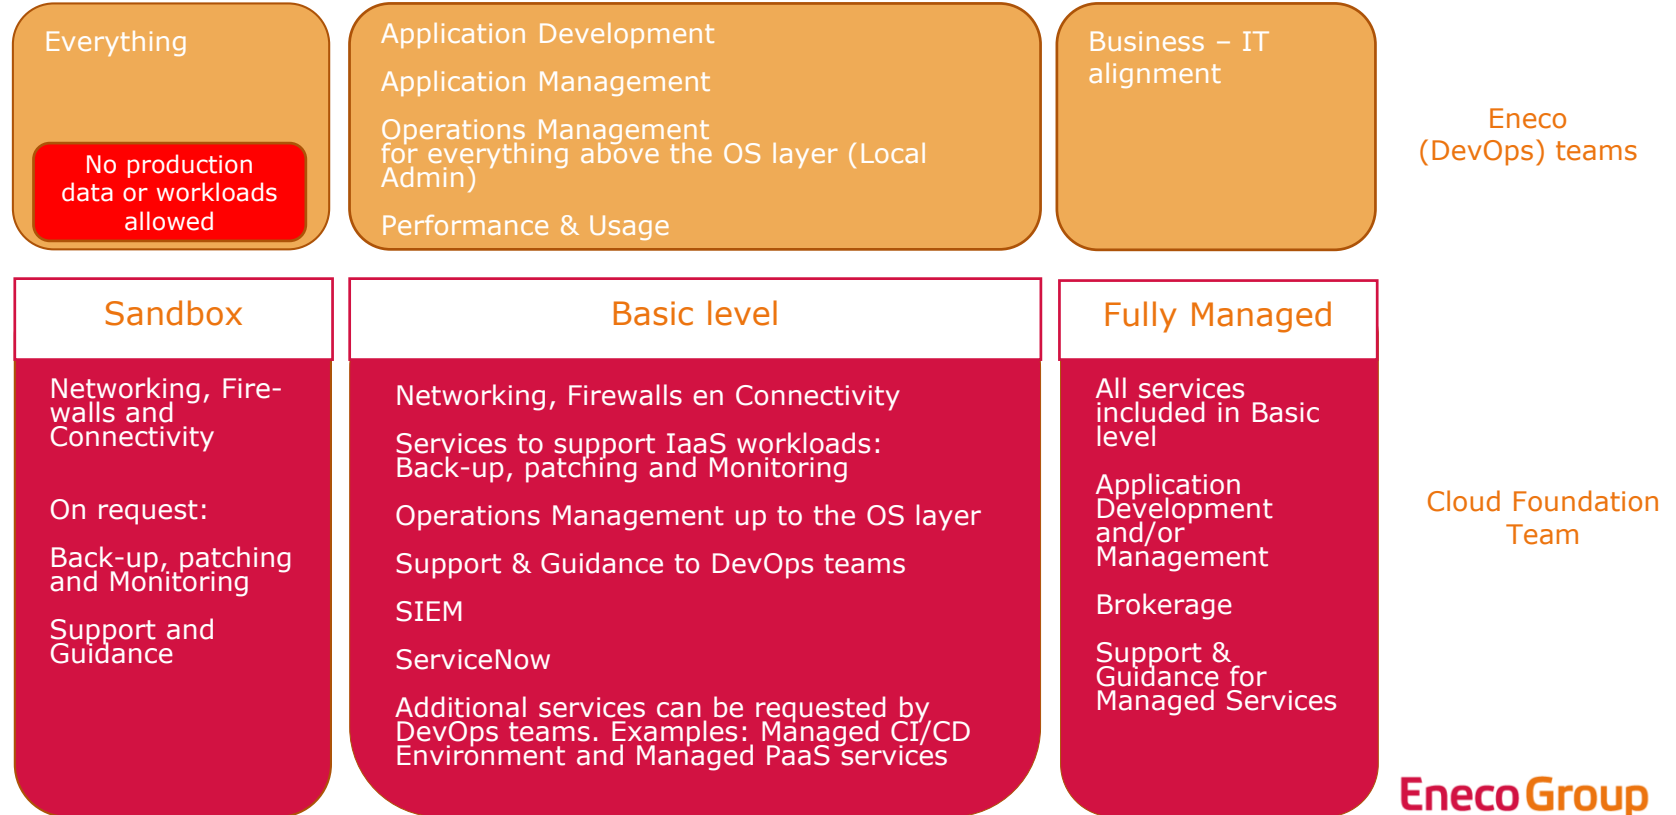 Everything
No production
data or workloads
allowed
Application Development
Application Management
Operations Management
for everything above the OS layer (Local
Admin)
Performance & Usage
Business – IT
alignment
Eneco
(DevOps) teams
Sandbox
Networking, Fire-
walls and
Connectivity
On request:
Back-up, patching
and Monitoring
Support and
Guidance
Basic level
Networking, Firewalls en Connectivity
Services to support IaaS workloads:
Back-up, patching and Monitoring
Operations Management up to the OS layer
Support & Guidance to DevOps teams
SIEM
ServiceNow
Additional services can be requested by
DevOps teams. Examples: Managed CI/CD
Environment and Managed PaaS services
Fully Managed
All services
included in Basic
level
Application
Development
and/or
Management
Brokerage
Support &
Guidance for
Managed Services
Cloud Foundation
Team
Eneco Group